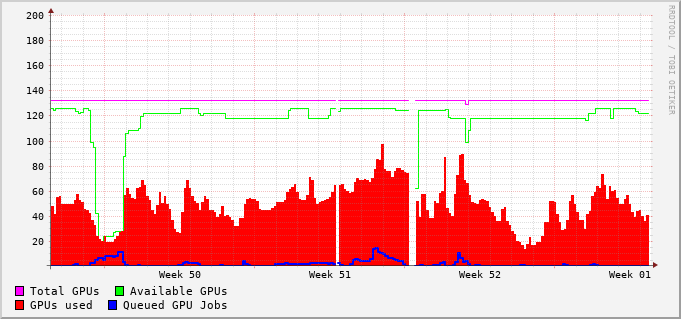 200
180
160
140
120
100
80
60
40
20
Week 50 Week 51 Week 52 Week 01
Total GPUs Available GPUs
GPUs used Queued GPU Jobs
RRDTOOL / TOBI OETIKER